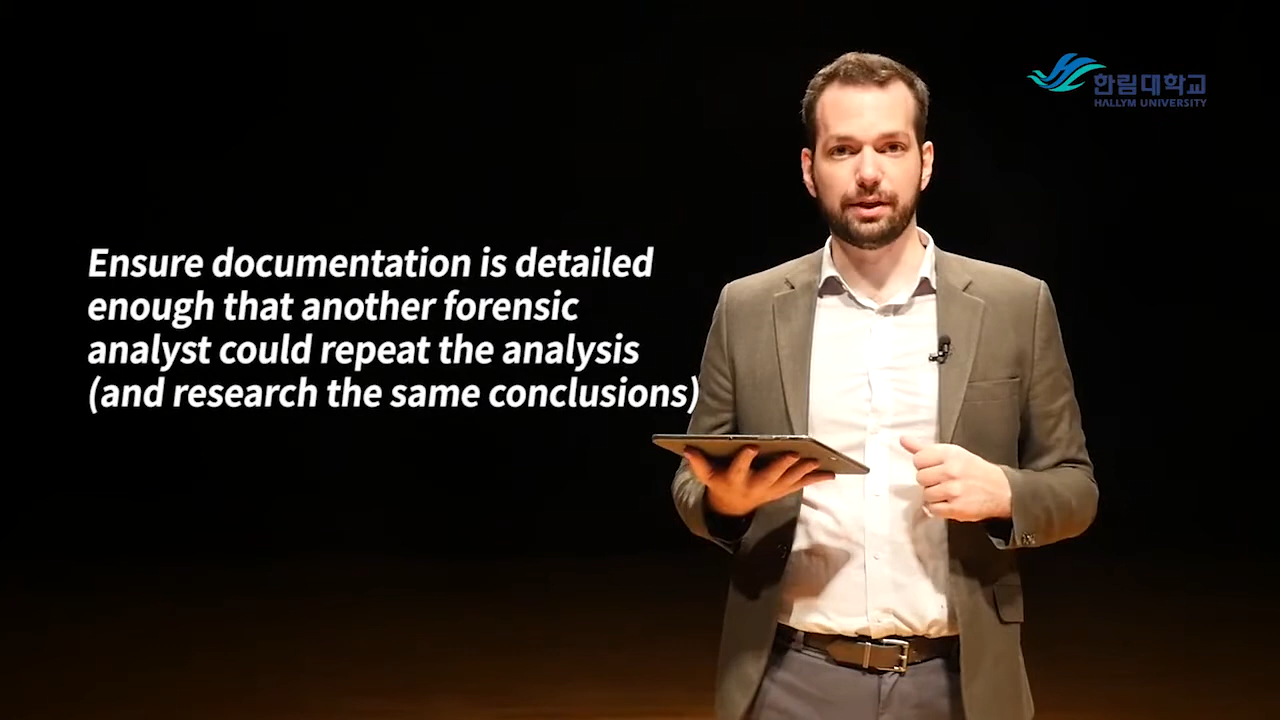 한림대학교
HALLYM UNIVERSITY
Ensure documentation is detailed
enough that another forensic
analyst could repeat the analysis
(and research the same conclusions)